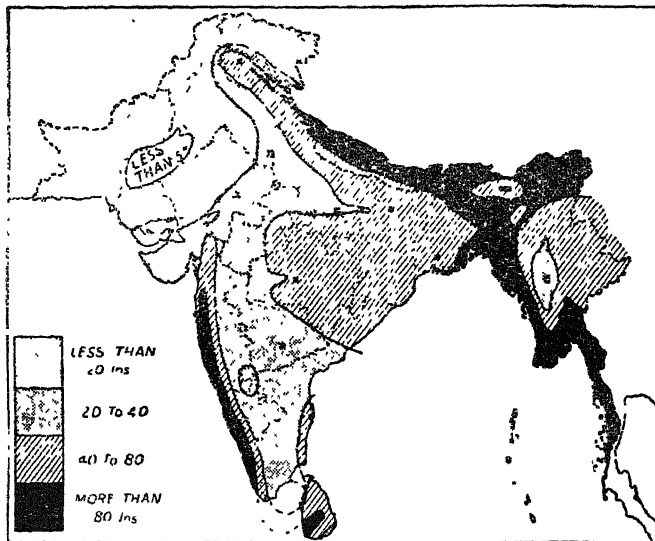 LESS
THAN 5
LESS THAN
20 Ins
20 To 40
40 To 80
MORE THAN
80 Ins